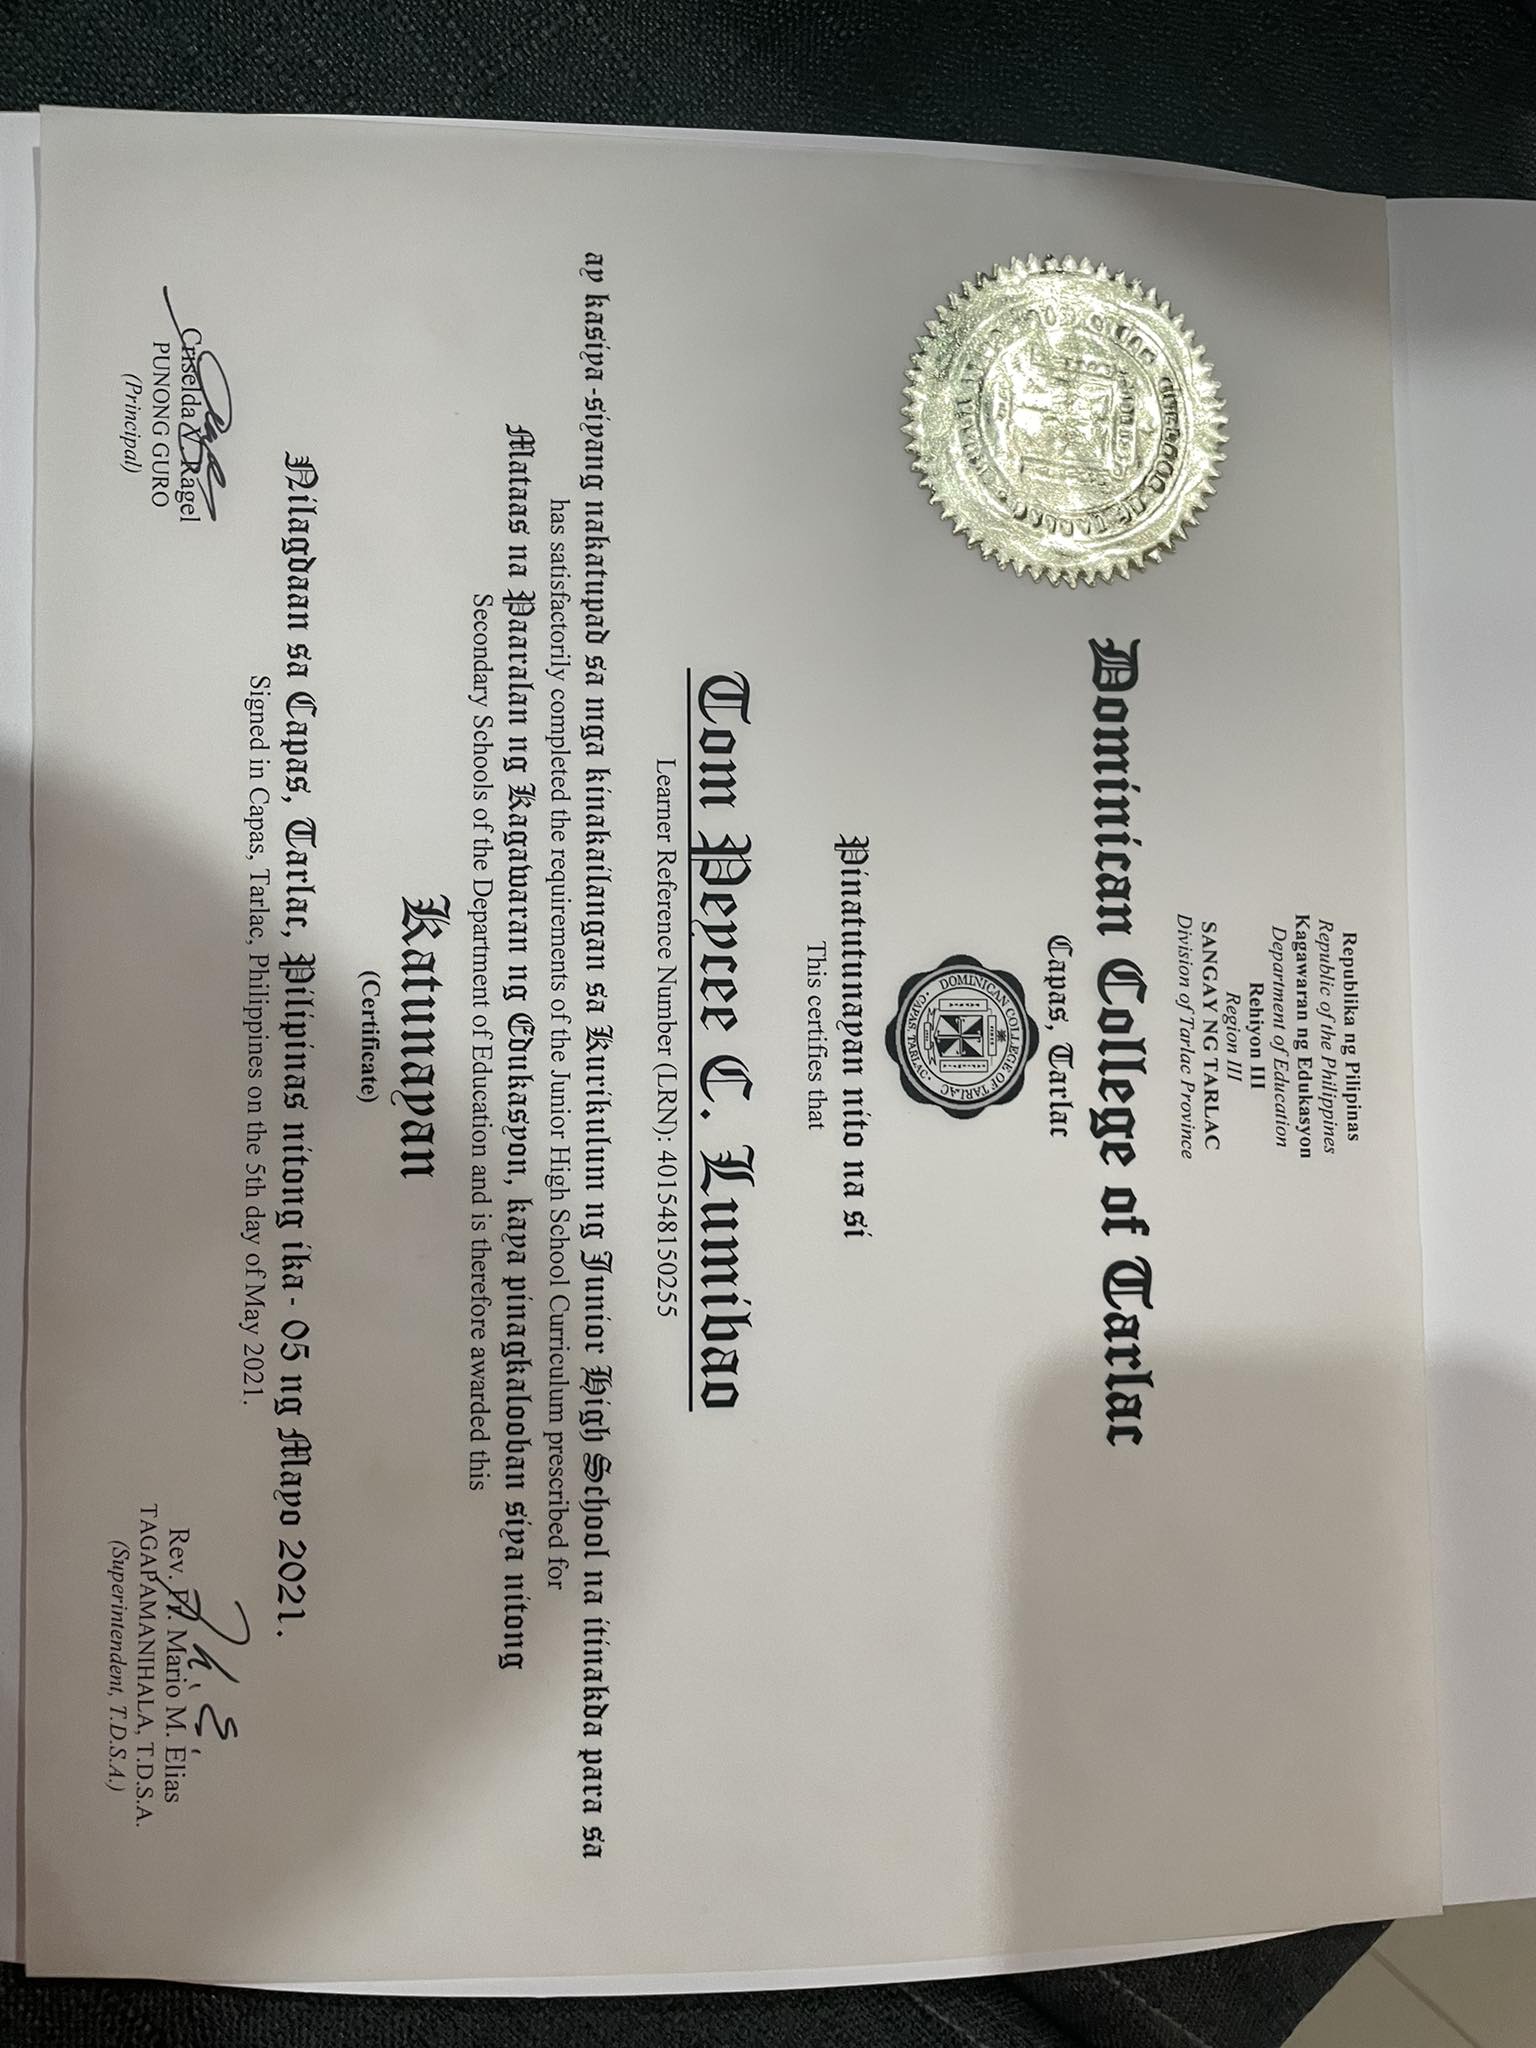 Republika ng Pilipinas
Republic of the Philippines
Kagawaran ng Edukasyon
Department of Education
Rehiyon III
Region III
SANGAY NG TARLAC
Division of Tarlac Province
Dominican College of Tarlac
Capas, Tarlac
DOMINICAN COLLEGE OF TARLAC
CAPAS, TARLAC
Pinatutunayan nito na si
This certifies that
Tom Peycee C. Lumibao
Learner Reference Number (LRN): 401548150255
ay kasiya-siyang nakatupad sa mga kinakailangan sa Kurikulum ng Junior High School na itinakda para sa
has satisfactorily completed the requirements of the Junior High School Curriculum prescribed for
Mataas na Paaralan ng Kagawaran ng Edukasyon, kaya pinagkalooban siya nitong
Secondary Schools of the Department of Education and is therefore awarded this
Katunayan
(Certificate)
Nilagdaan sa Capas, Tarlac, Pilipinas nitong ika- 05 ng Mayo 2021.
Signed in Capas, Tarlac, Philippines on the 5th day of May 2021.
Criselda V. Ragel
PUNONG GURO
(Principal)
Rev. Fr. Mario M. Elias
TAGAPAMANIHALA, T.D.S.A.
(Superintendent, T.D.S.A.)